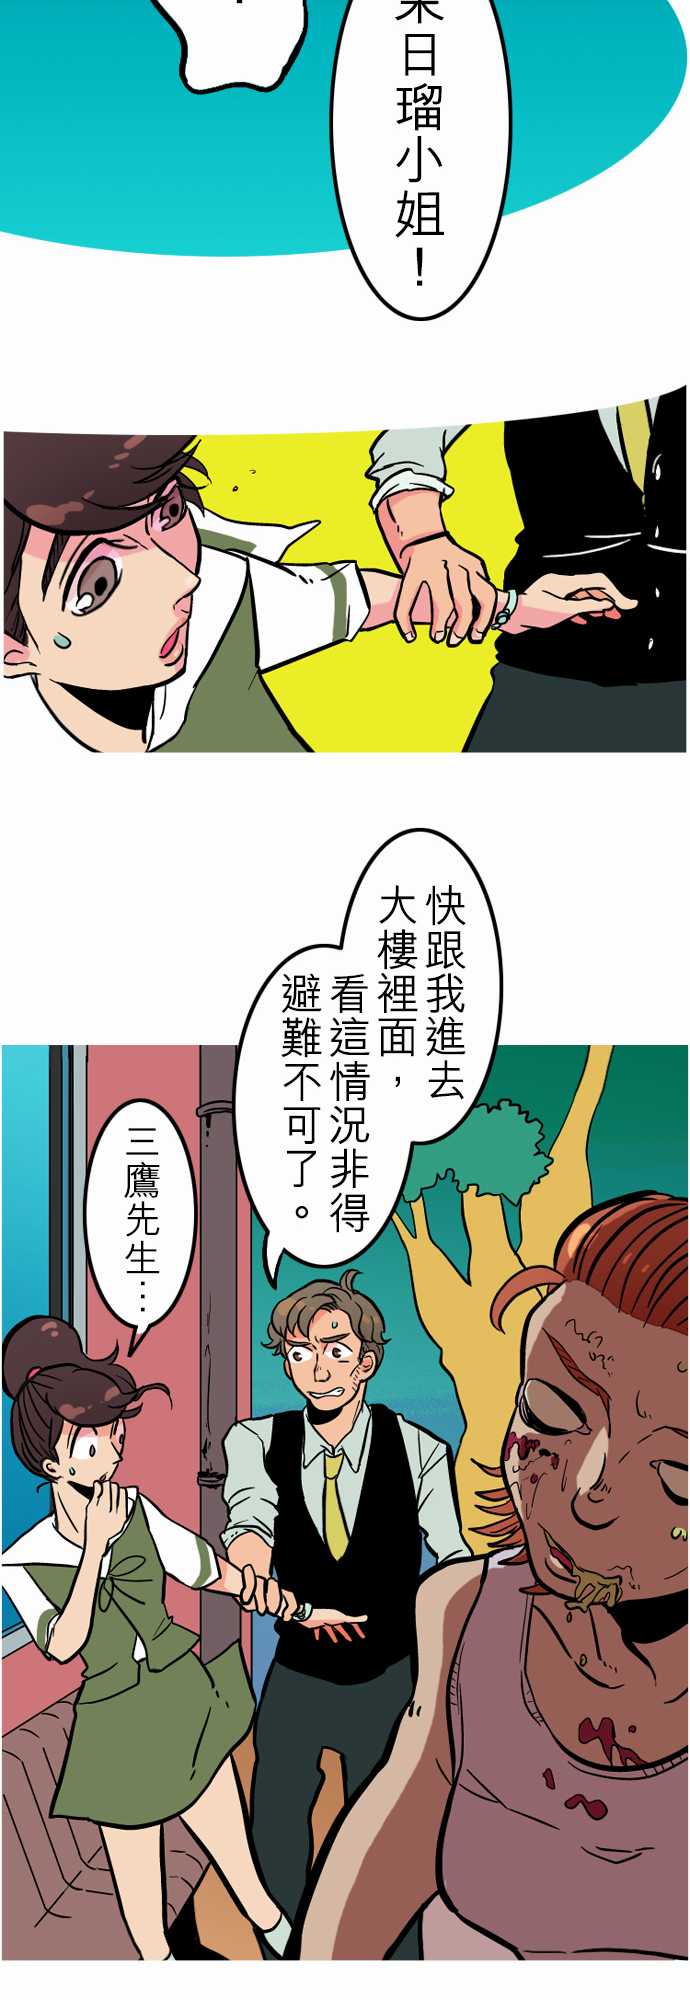 日瑠小姐！
快跟我進去
大樓裡面，
看這情況非得
避難不可了。
三鷹先生…